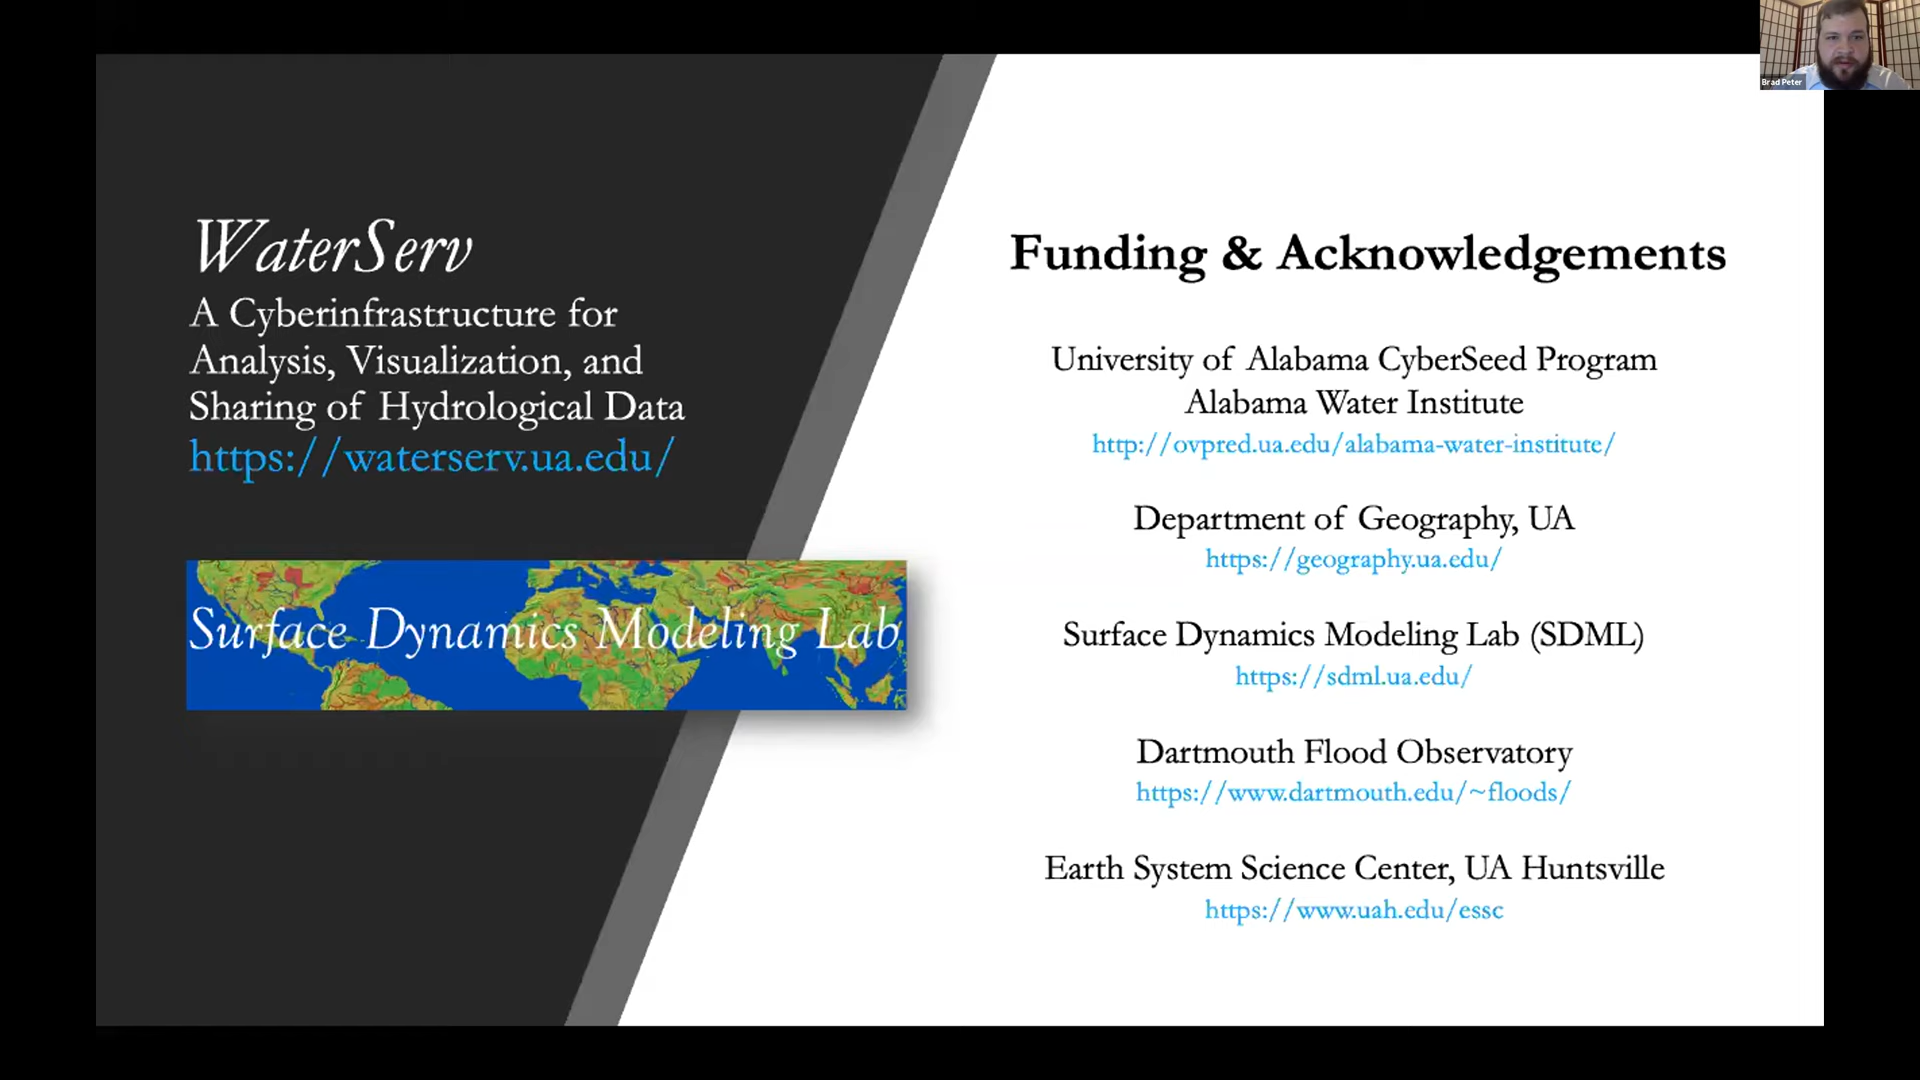 WaterServ
A Cyberinfrastructure for
Analysis, Visualization, and
Sharing of Hydrological Data
https://waterserv.ua.edu/
Surface Dynamics Modeling Lab
Funding & Acknowledgements
University of Alabama CyberSeed Program
Alabama Water Institute
http://ovpred.ua.edu/alabama-water-institute/
Department of Geography, UA
https://geography.ua.edu/
Surface Dynamics Modeling Lab (SDML)
https://sdml.ua.edu/
Dartmouth Flood Observatory
https://www.dartmouth.edu/~floods/
Earth System Science Center, UA Huntsville
https://www.uah.edu/essc
Brad Peter